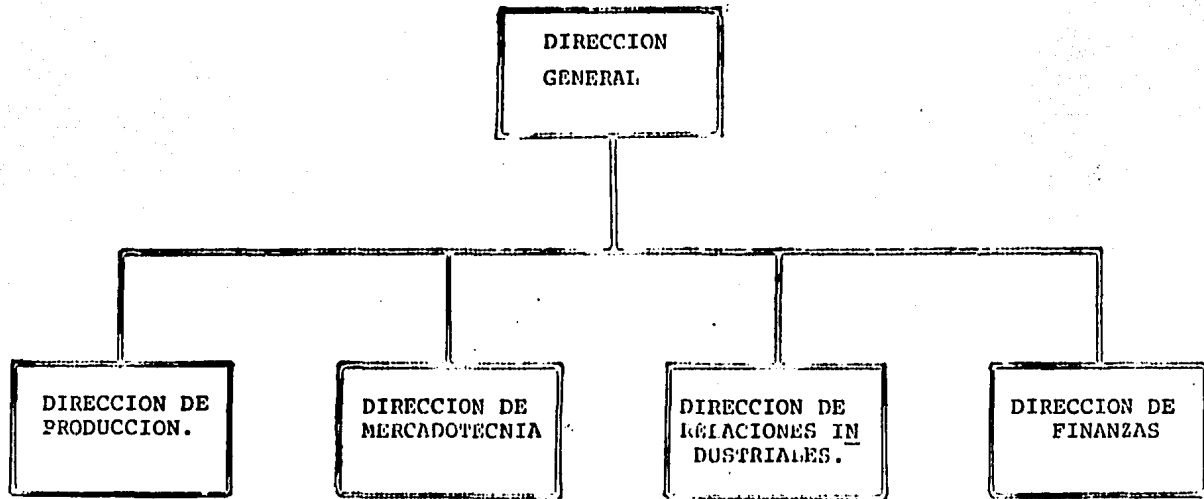 DIRECCION
GENERAL
DIRECCION DE
PRODUCCION.
DIRECCION DE
MERCADOTECNIA
DIRECCION DE
RELACIONES IN
DUSTRIALES.
DIRECCION DE
FINANZAS